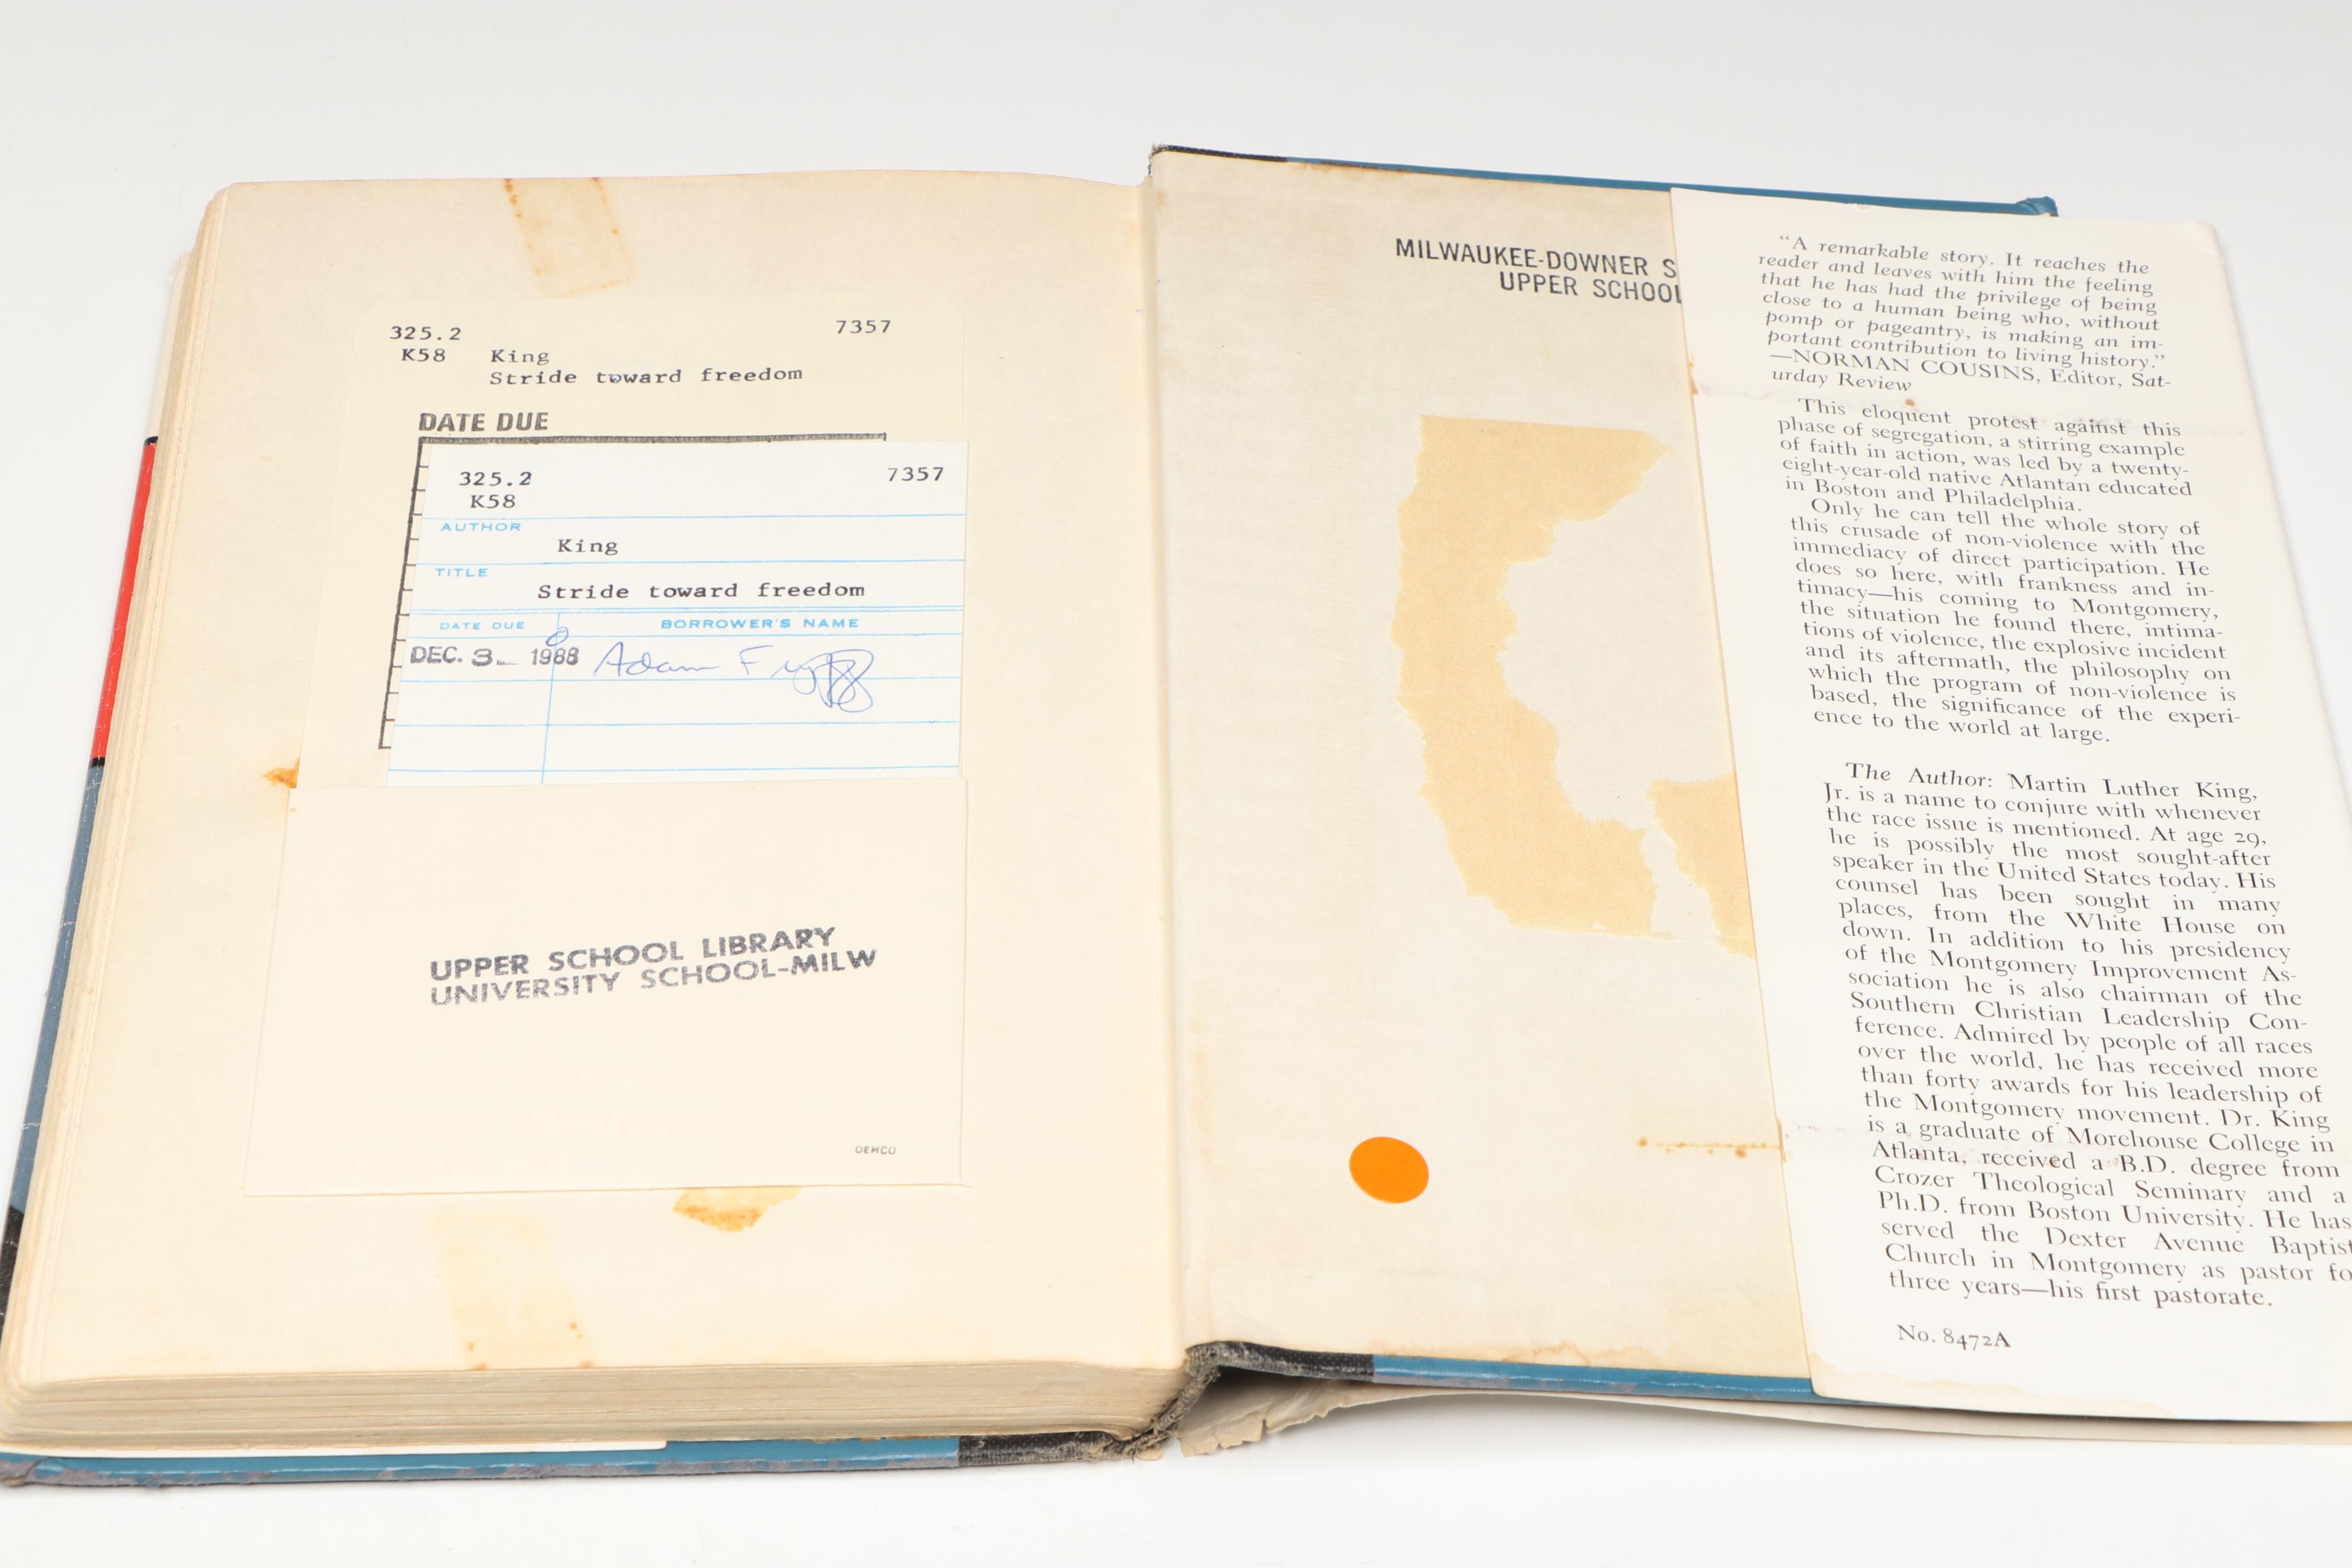 325.2 7357
K58 King
Stride toward freedom
DATE DUE
325.2 7357
K58
AUTHOR
King
TITLE
Stride toward freedom
DATE DUE BORROWER'S NAME
DEC. 3 1988 Adam
UPPER SCHOOL LIBRARY
UNIVERSITY SCHOOL-MILW
DEMCO
MILWAUKEE-DOWNER S
UPPER SCHOOL
"A remarkable story. It reaches the
reader and leaves with him the feeling
that he has had the privilege of being
close to a human being who, without
pomp or pageantry, is making an im-
portant contribution to living history."
—NORMAN COUSINS, Editor, Sat-
urday Review
This eloquent protest against this
phase of segregation, a stirring example
of faith in action, was led by a twenty-
eight-year-old native Atlantan educated
in Boston and Philadelphia.
Only he can tell the whole story of
this crusade of non-violence with the
immediacy of direct participation. He
does so here, with frankness and in-
timacy—his coming to Montgomery,
the situation he found there, intima-
tions of violence, the explosive incident
and its aftermath, the philosophy on
which the program of non-violence is
based, the significance of the experi-
ence to the world at large.
The Author: Martin Luther King,
Jr. is a name to conjure with whenever
the race issue is mentioned. At age 29,
he is possibly the most sought-after
speaker in the United States today. His
counsel has been sought in many
places, from the White House on
down. In addition to his presidency
of the Montgomery Improvement As-
sociation he is also chairman of the
Southern Christian Leadership Con-
ference. Admired by people of all races
over the world, he has received more
than forty awards for his leadership of
the Montgomery movement. Dr. King
is a graduate of Morehouse College in
Atlanta, received a B.D. degree from
Crozer Theological Seminary and a
Ph.D. from Boston University. He has
served the Dexter Avenue Baptist
Church in Montgomery as pastor fo
three years—his first pastorate.
No. 8472A